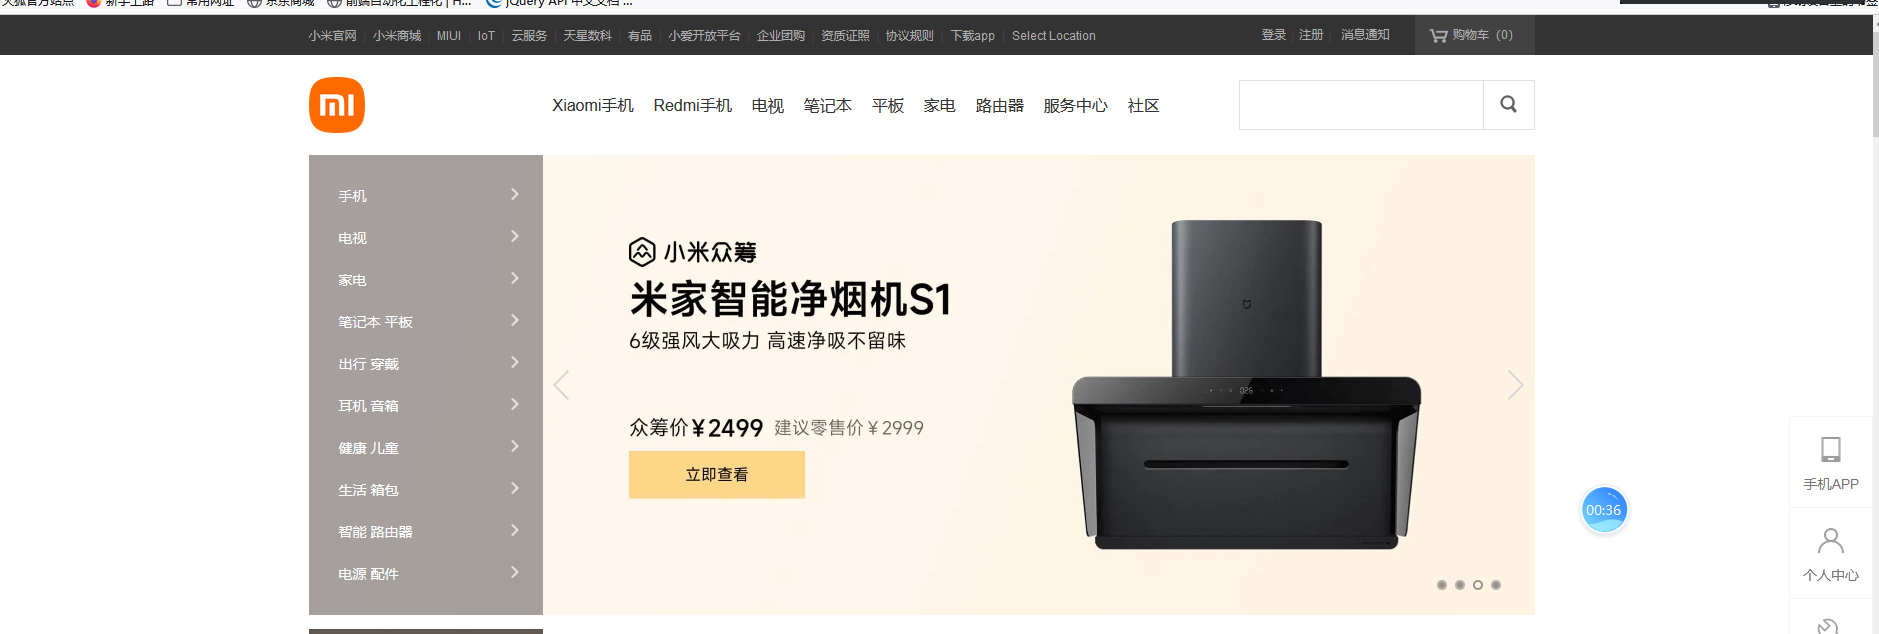 火狐官方站点 新手上路 常用网址 京东商城 前端自动化工程化 | H... jQuery API 中文文档 ...
小米官网 小米商城 MIUI IoT 云服务 天星数科 有品 小爱开放平台 企业团购 资质证照 协议规则 下载app Select Location 登录 注册 消息通知 购物车（0）
mi Xiaomi手机 Redmi手机 电视 笔记本 平板 家电 路由器 服务中心 社区
手机
电视
家电
笔记本 平板
出行 穿戴
耳机 音箱
健康 儿童
生活 箱包
智能 路由器
电源 配件
小米众筹
米家智能净烟机S1
6级强风大吸力 高速净吸不留味
众筹价¥2499 建议零售价¥2999
立即查看
026
00:36
手机APP
个人中心